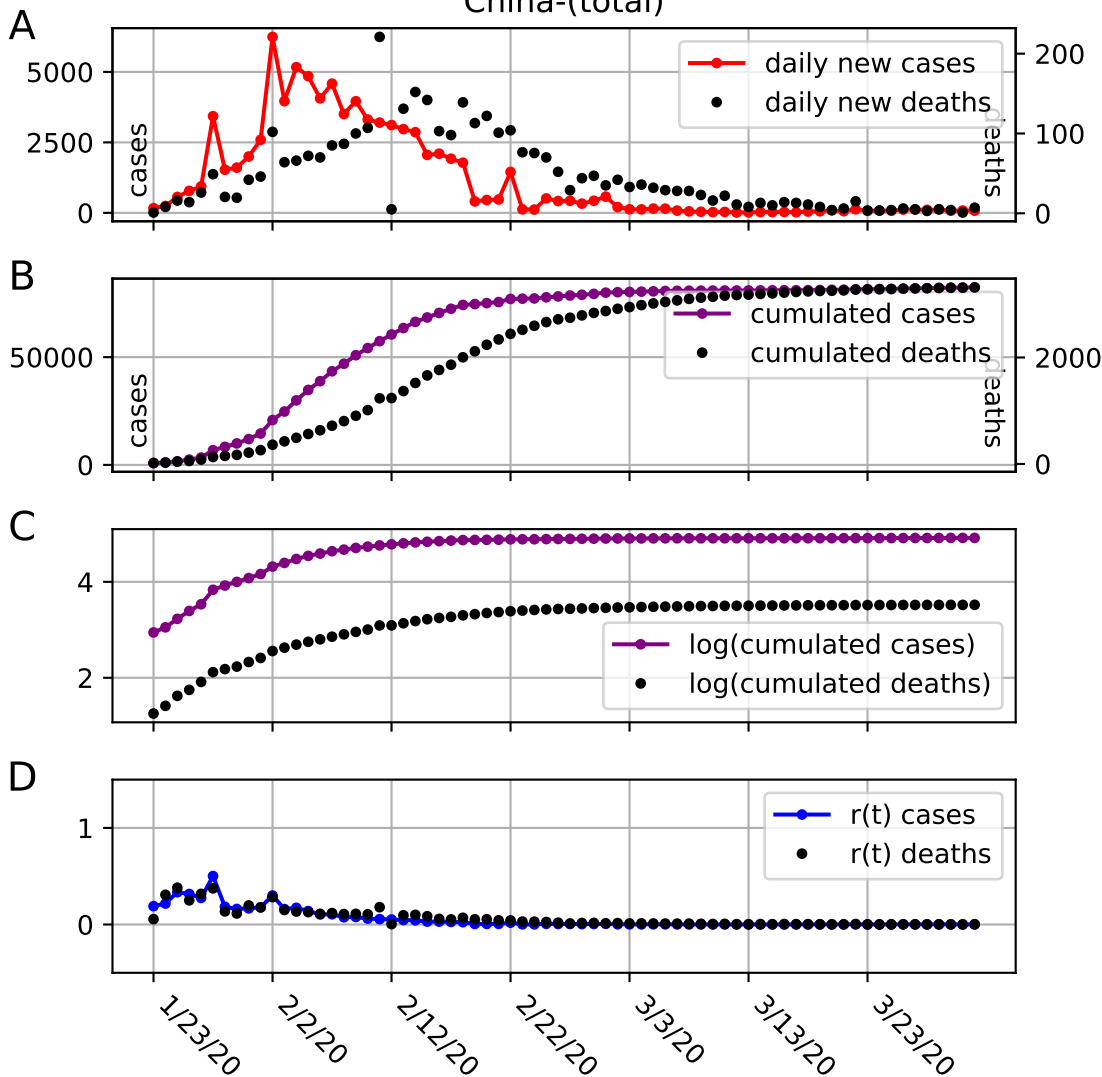 China-(total)
A
5000
2500
0
cases
daily new cases
daily new deaths
200
100
0
deaths
B
50000
0
cases
cumulated cases
cumulated deaths
2000
0
deaths
C
4
2
log(cumulated cases)
log(cumulated deaths)
D
1
0
r(t) cases
r(t) deaths
1/23/20
2/2/20
2/12/20
2/22/20
3/3/20
3/13/20
3/23/20